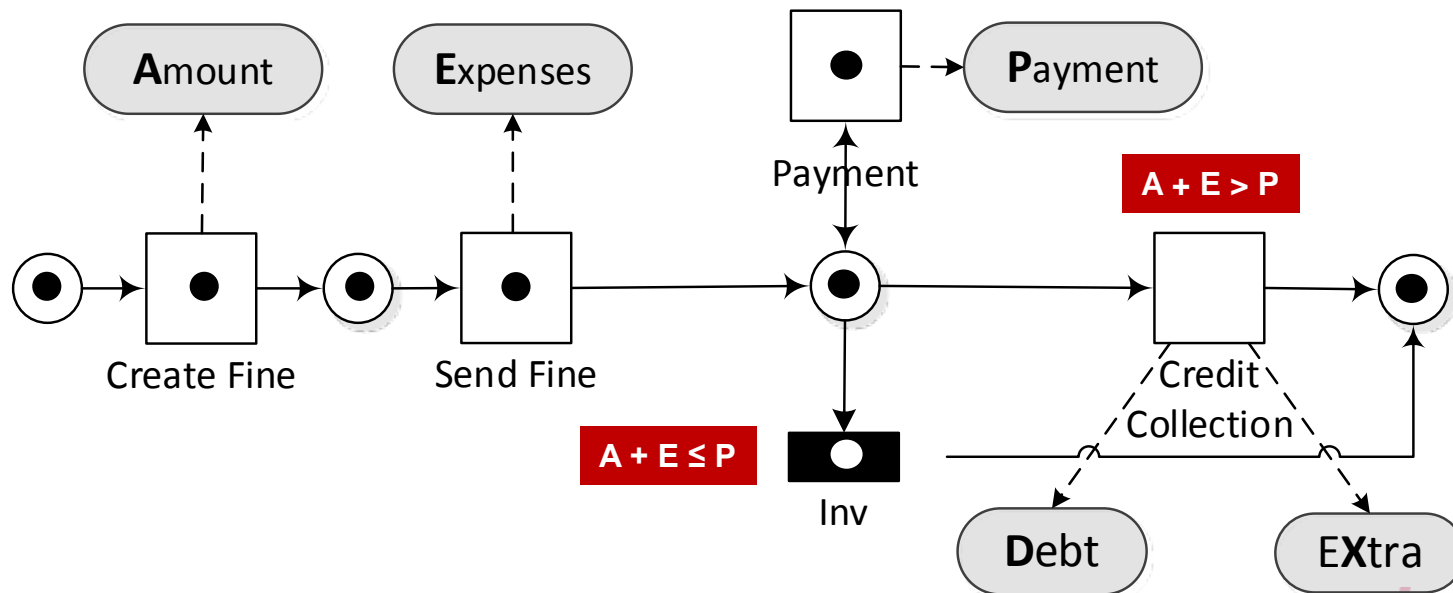 Amount
Expenses
Payment
Payment
A + E > P
Create Fine
Send Fine
Credit
Collection
A + E ≤ P
Inv
Debt
EXtra